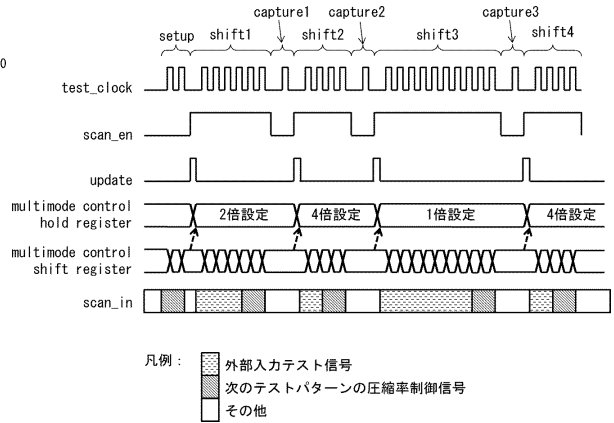 capture1 capture2 capture3
setup shift1 shift2 shift3 shift4
0
test_clock
scan_en
update
multimode control
hold register
2倍設定 4倍設定 1倍設定 4倍設定
multimode control
shift register
scan_in
凡例：
外部入力テスト信号
次のテストパターンの圧縮率制御信号
その他